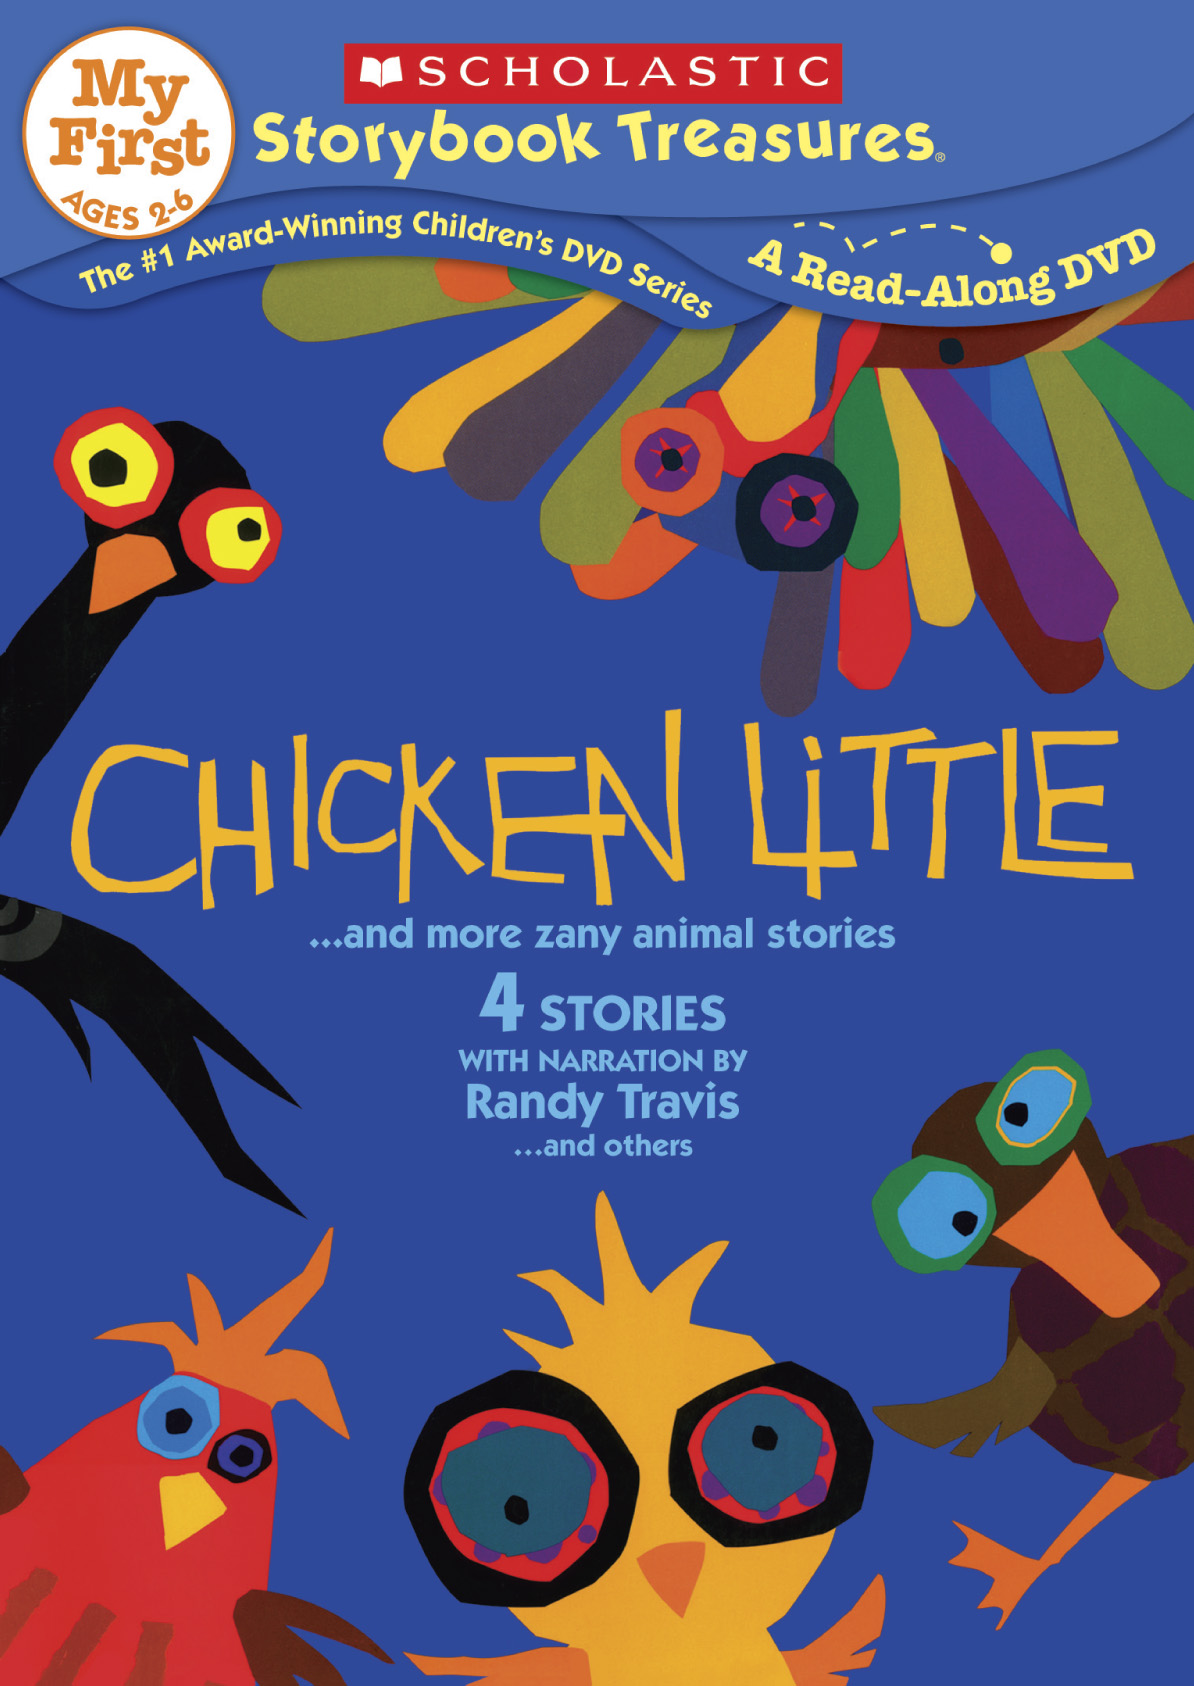 My
First
AGES 2-6
SCHOLASTIC
Storybook Treasures®
The #1 Award-Winning Children's DVD Series
A Read-Along DVD
CHICKEN LiTTLE
...and more zany animal stories
4 STORIES
WITH NARRATION BY
Randy Travis
...and others